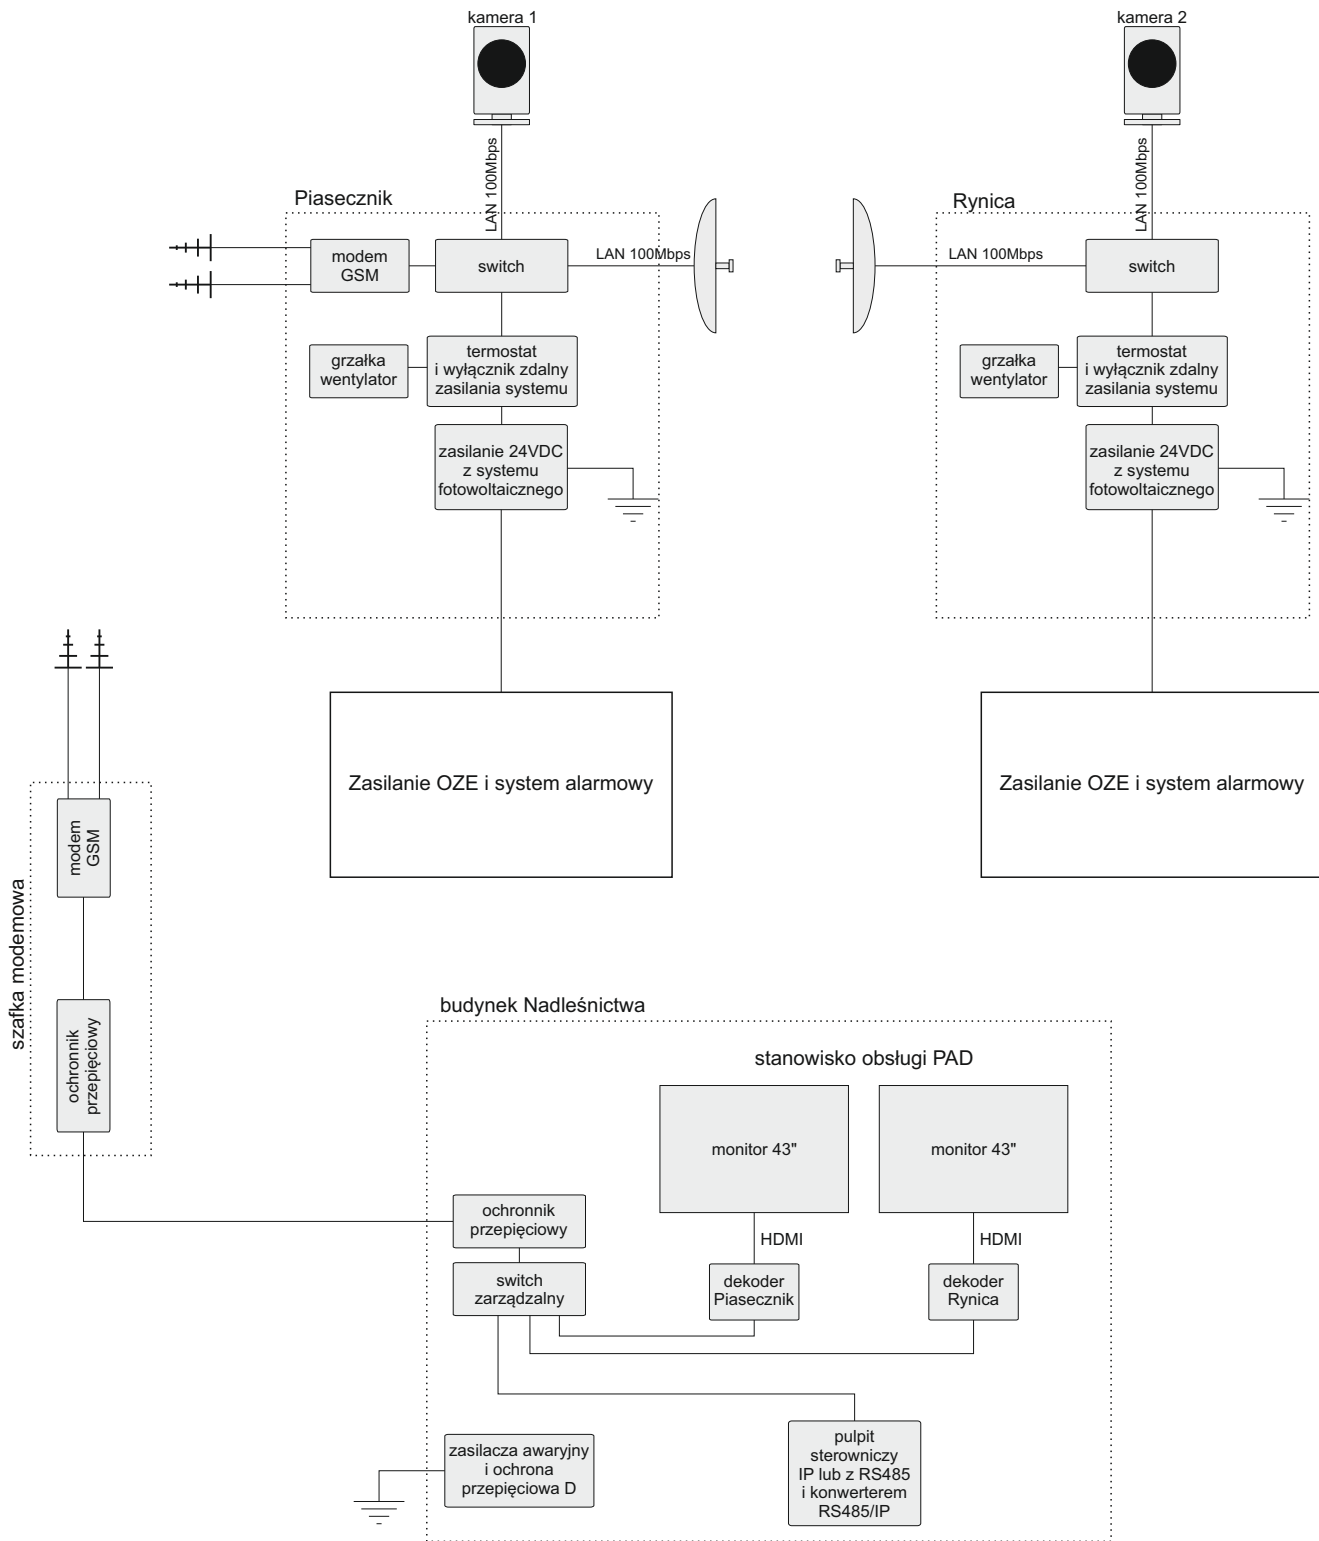 kamera 1
kamera 2
LAN 100Mbps
LAN 100Mbps
Piasecznik
Rynica
modem
GSM
switch
LAN 100Mbps
LAN 100Mbps
switch
grzałka
wentylator
termostat
i wyłącznik zdalny
zasilania systemu
grzałka
wentylator
termostat
i wyłącznik zdalny
zasilania systemu
zasilanie 24VDC
z systemu
fotowoltaicznego
zasilanie 24VDC
z systemu
fotowoltaicznego
Zasilanie OZE i system alarmowy
Zasilanie OZE i system alarmowy
szafka modemowa
modem
GSM
ochronnik
przepięciowy
budynek Nadleśnictwa
stanowisko obsługi PAD
monitor 43"
monitor 43"
ochronnik
przepięciowy
HDMI
HDMI
switch
zarządzalny
dekoder
Piasecznik
dekoder
Rynica
zasilacza awaryjny
i ochrona
przepięciowa D
pulpit
sterowniczy
IP lub z RS485
i konwerterem
RS485/IP